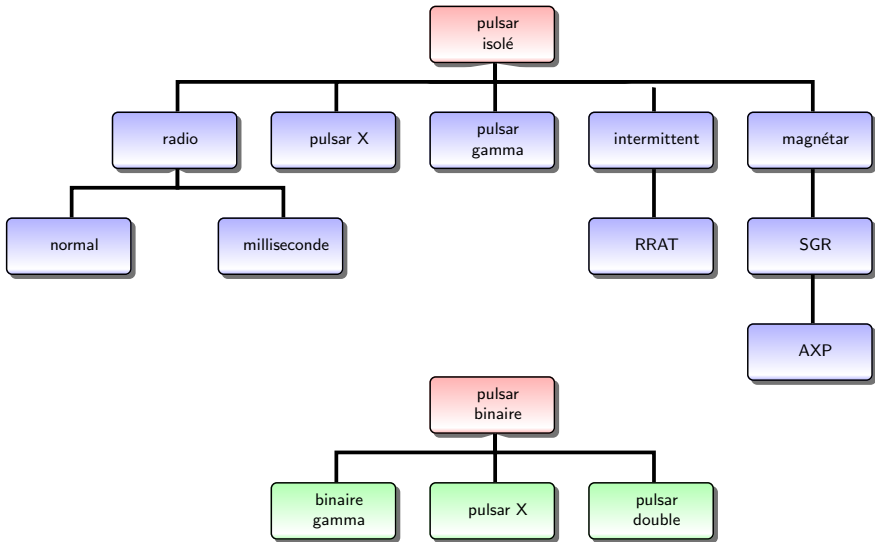 pulsar
isolé
radio
pulsar X
pulsar
gamma
intermittent
magnétar
normal
milliseconde
RRAT
SGR
AXP
pulsar
binaire
binaire
gamma
pulsar X
pulsar
double